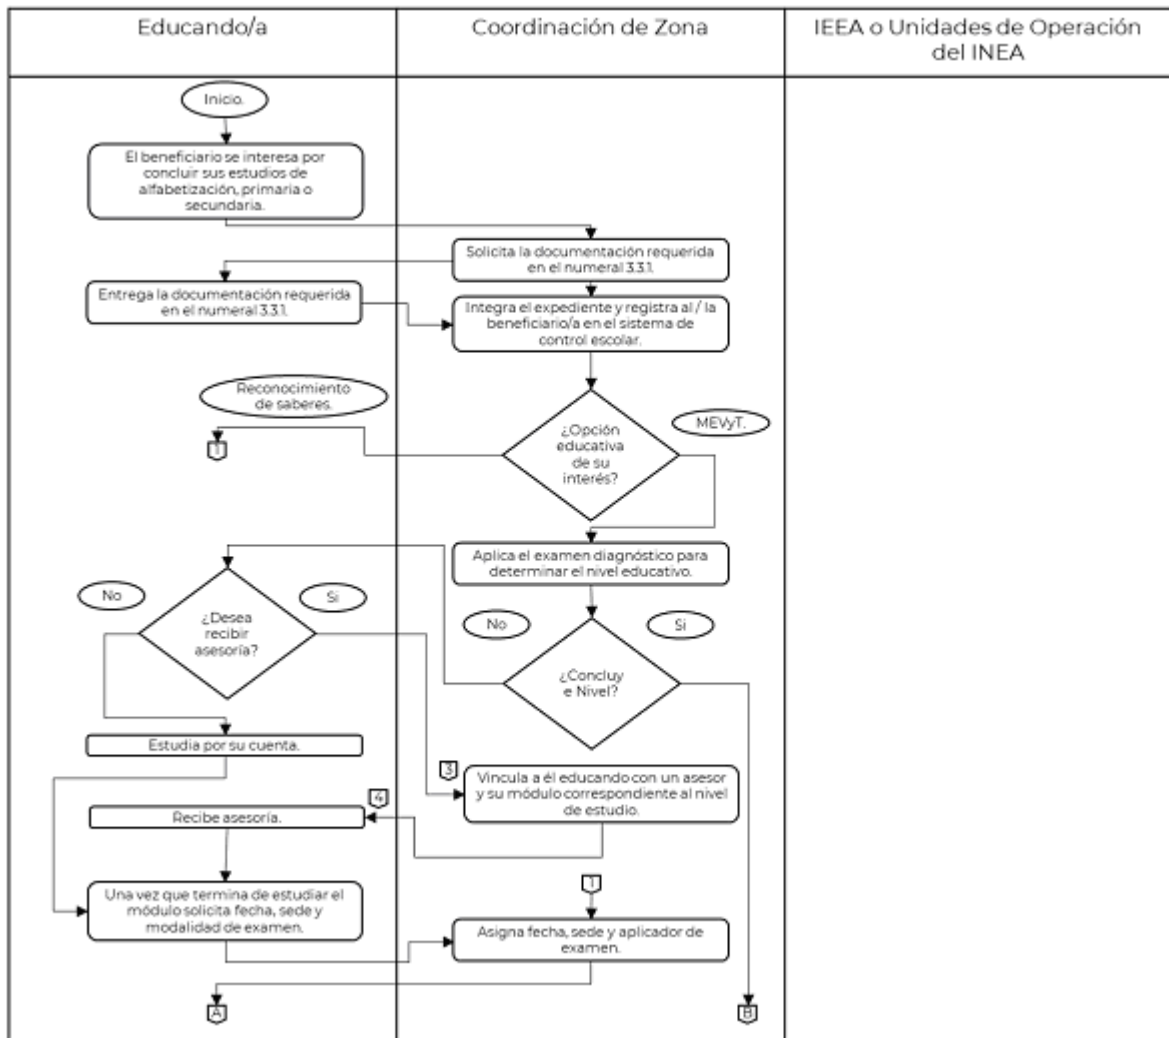 Educando/a
Coordinación de Zona
IEEA o Unidades de Operación
del INEA
Inicio.
El beneficiario se interesa por
concluir sus estudios de
alfabetización, primaria o
secundaria.
Solicita la documentación requerida
en el numeral 3.3.1.
Entrega la documentación requerida
en el numeral 3.3.1.
Integra el expediente y registra al / la
beneficiario/a en el sistema de
control escolar.
Reconocimiento
de saberes.
MEVyT.
¿Opción
educativa
de su
interés?
1
Aplica el examen diagnóstico para
determinar el nivel educativo.
No
Si
¿Desea
recibir
asesoría?
No
Si
¿Concluy
e Nivel?
Estudia por su cuenta.
3
Vincula a él educando con un asesor
y su módulo correspondiente al nivel
de estudio.
4
Recibe asesoría.
1
Una vez que termina de estudiar el
módulo solicita fecha, sede y
modalidad de examen.
Asigna fecha, sede y aplicador de
examen.
A
B